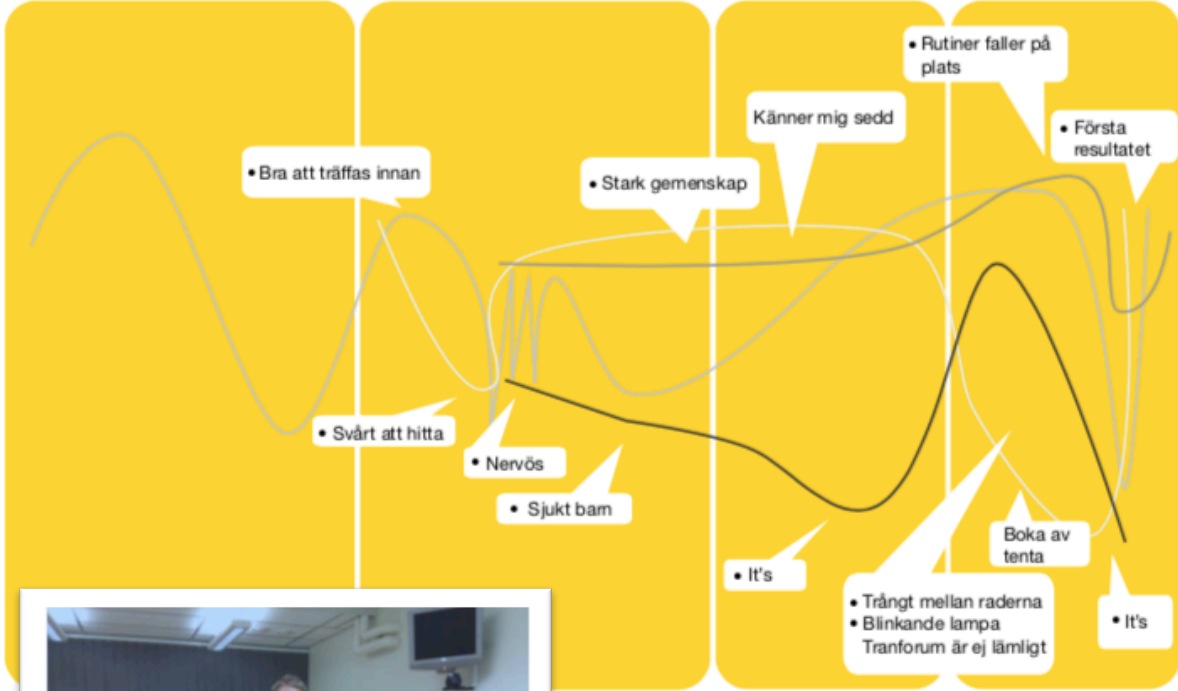 • Rutiner faller på
plats
Känner mig sedd
• Första
resultatet
• Bra att träffas innan
• Stark gemenskap
• Svårt att hitta
• Nervös
• Sjukt barn
Boka av
tenta
• It's
• Trångt mellan raderna
• Blinkande lampa
Tranforum är ej lämligt
• It's